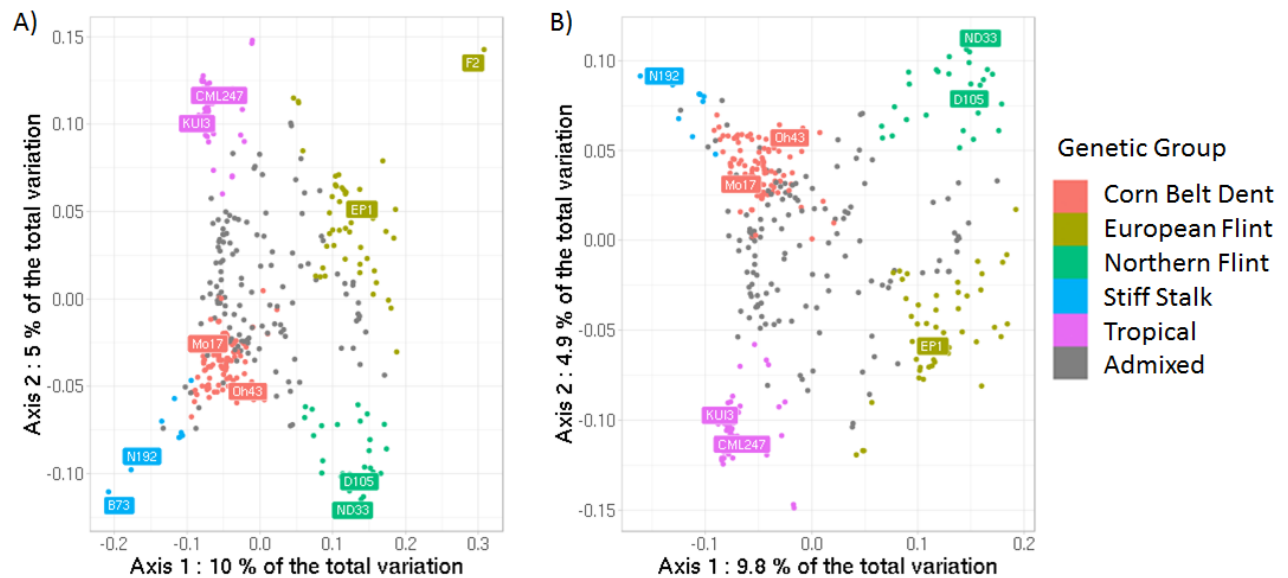 A)
Axis 2 : 5 % of the total variation
0.15
0.10
0.05
0.00
-0.05
-0.10
F2
CML247
KUI3
EP1
Mo17
Oh43
N192
B73
D105
ND33
-0.2
-0.1
0.0
0.1
0.2
0.3
Axis 1 : 10 % of the total variation
B)
Axis 2 : 4.9 % of the total variation
0.10
0.05
0.00
-0.05
-0.10
-0.15
ND33
N192
D105
Oh43
Mo17
EP1
KUI3
CML247
-0.1
0.0
0.1
0.2
Axis 1 : 9.8 % of the total variation
Genetic Group
Corn Belt Dent
European Flint
Northern Flint
Stiff Stalk
Tropical
Admixed